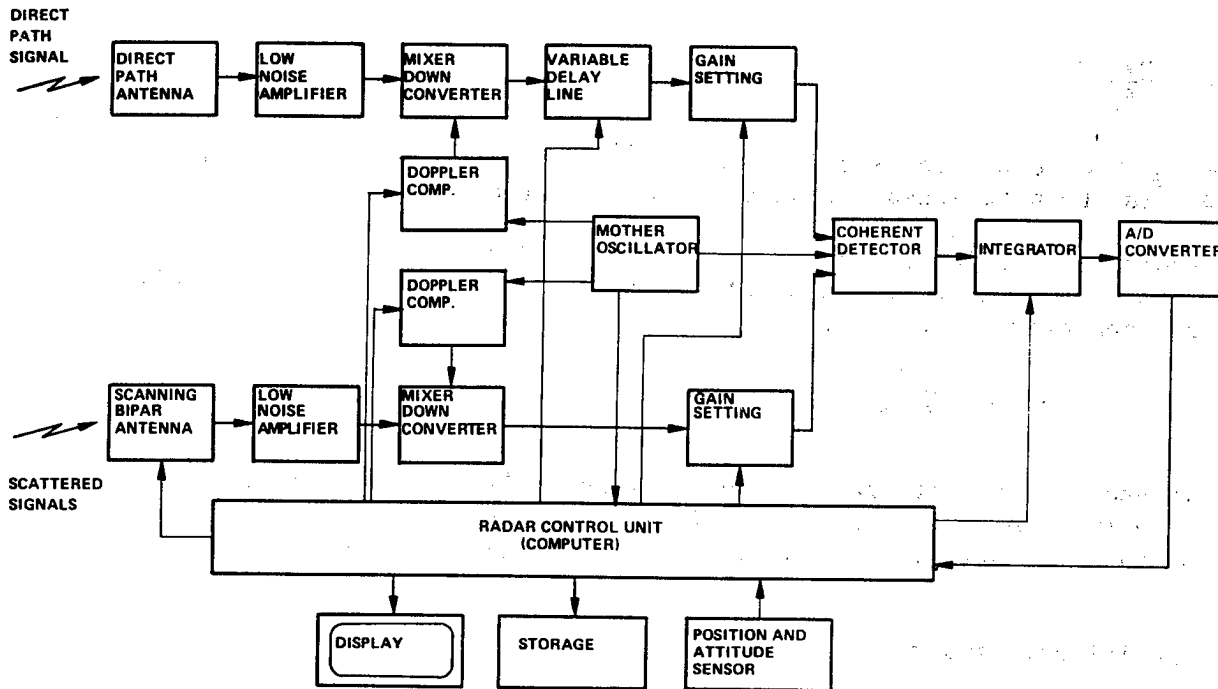 DIRECT
PATH
SIGNAL
DIRECT
PATH
ANTENNA
LOW
NOISE
AMPLIFIER
MIXER
DOWN
CONVERTER
VARIABLE
DELAY
LINE
GAIN
SETTING
DOPPLER
COMP.
MOTHER
OSCILLATOR
COHERENT
DETECTOR
INTEGRATOR
A/D
CONVERTER
DOPPLER
COMP.
SCANNING
BIPAR
ANTENNA
LOW
NOISE
AMPLIFIER
MIXER
DOWN
CONVERTER
GAIN
SETTING
SCATTERED
SIGNALS
RADAR CONTROL UNIT
(COMPUTER)
DISPLAY
STORAGE
POSITION AND
ATTITUDE
SENSOR